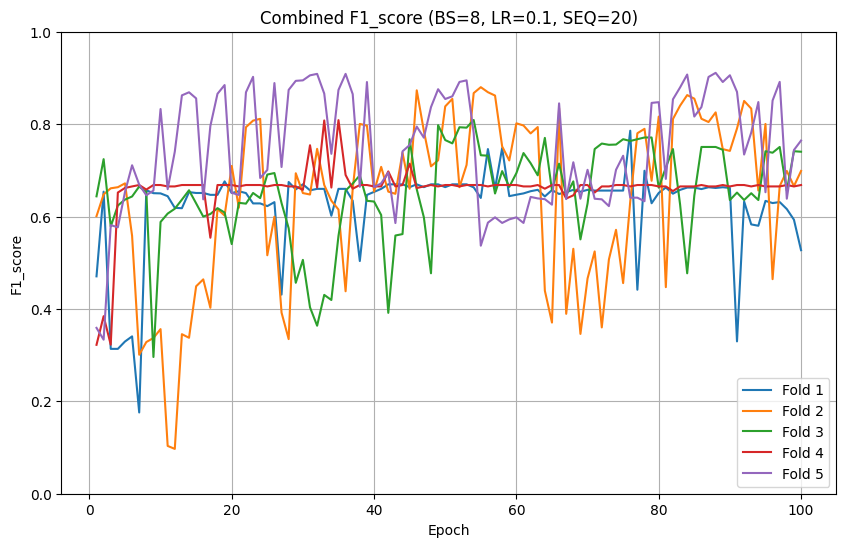 Combined F1_score (BS=8, LR=0.1, SEQ=20)
1.0
0.8
0.6
0.4
0.2
0.0
F1_score
0 20 40 60 80 100
Epoch
Fold 1
Fold 2
Fold 3
Fold 4
Fold 5